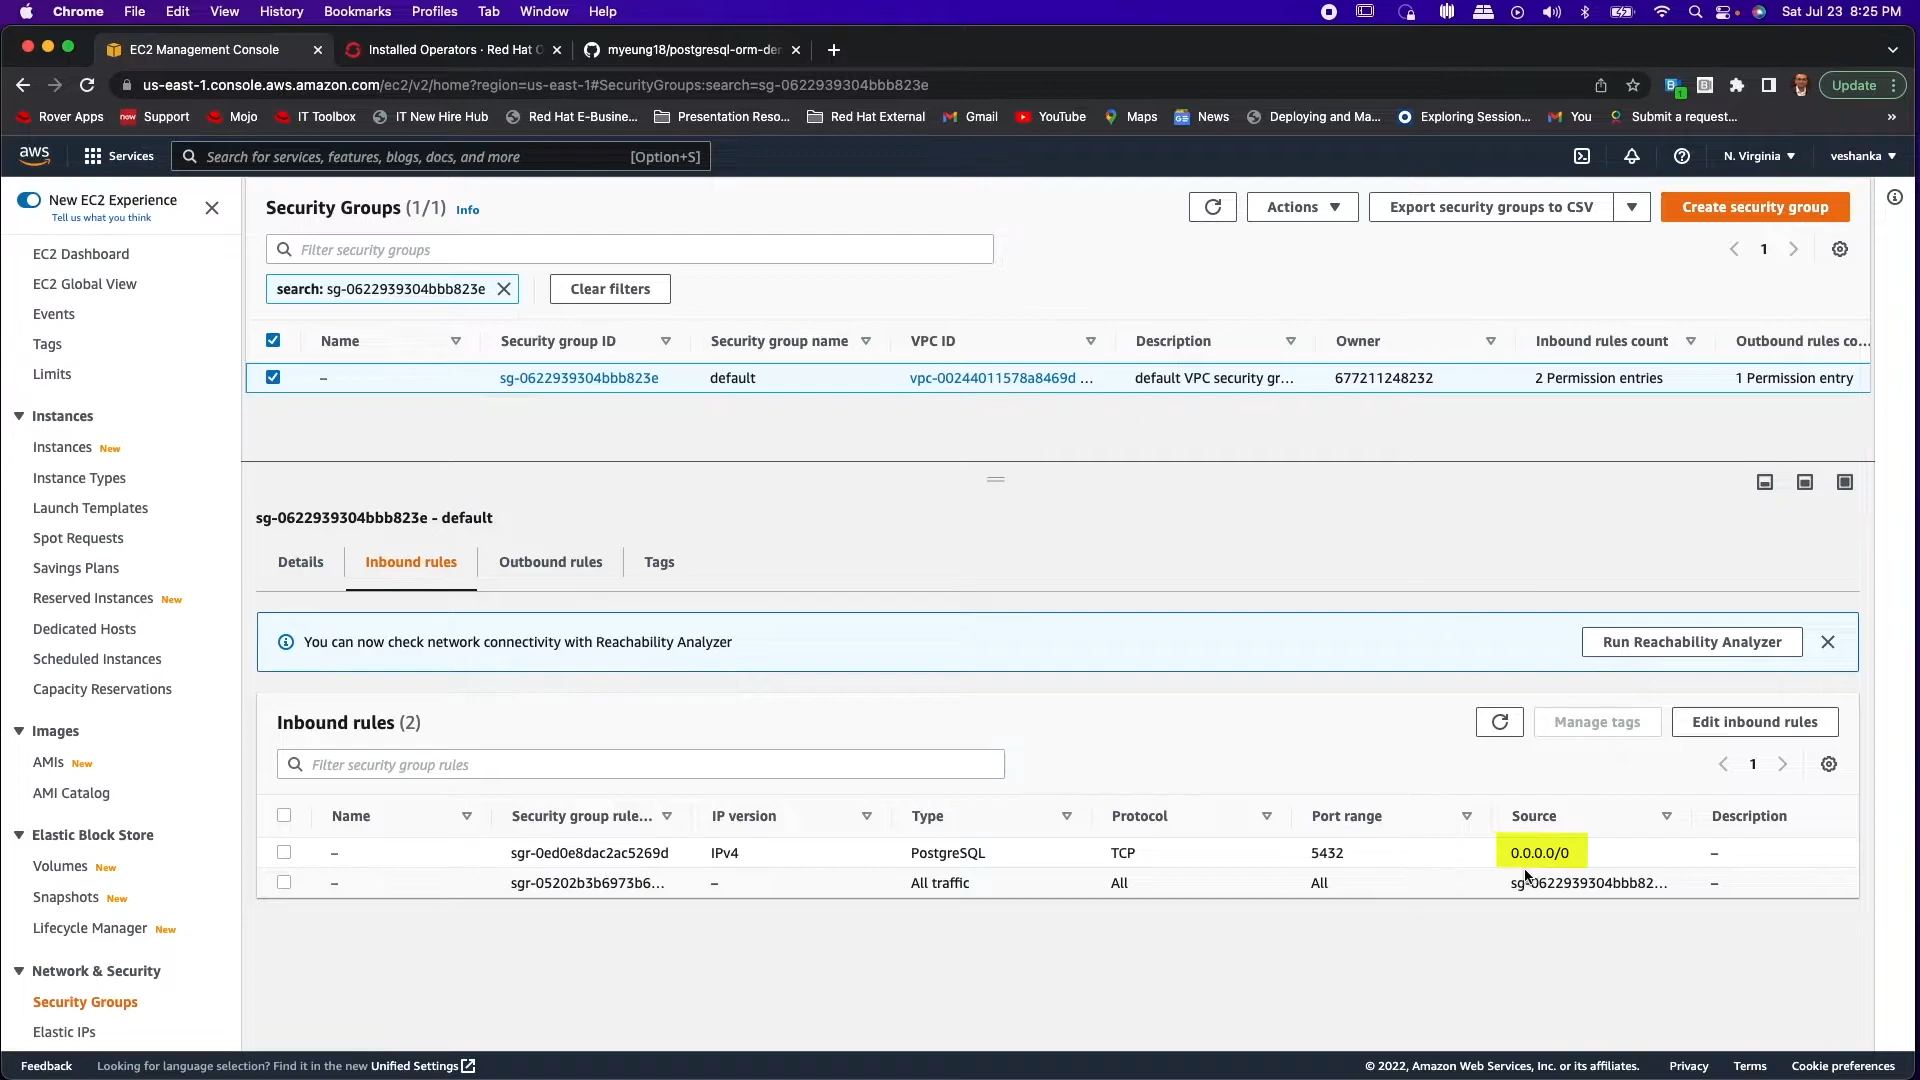 Chrome File Edit View History Bookmarks Profiles Tab Window Help Sat Jul 23 8:25 PM
EC2 Management Console Installed Operators · Red Hat O myeung18/postgresql-orm-der
us-east-1.console.aws.amazon.com/ec2/v2/home?region=us-east-1#SecurityGroups:search=sg-0622939304bbb823e Update
Rover Apps now Support Mojo IT Toolbox IT New Hire Hub Red Hat E-Busine... Presentation Reso... Red Hat External Gmail YouTube Maps News Deploying and Ma... Exploring Session... You Submit a request... »
aws Services Search for services, features, blogs, docs, and more [Option+S] N. Virginia veshanka
New EC2 Experience
Tell us what you think
EC2 Dashboard
EC2 Global View
Events
Tags
Limits
Instances
Instances New
Instance Types
Launch Templates
Spot Requests
Savings Plans
Reserved Instances New
Dedicated Hosts
Scheduled Instances
Capacity Reservations
Images
AMIs New
AMI Catalog
Elastic Block Store
Volumes New
Snapshots New
Lifecycle Manager New
Network & Security
Security Groups
Elastic IPs
Security Groups (1/1) Info Actions Export security groups to CSV Create security group
Filter security groups 1
search: sg-0622939304bbb823e Clear filters
Name Security group ID Security group name VPC ID Description Owner Inbound rules count Outbound rules co...
– sg-0622939304bbb823e default vpc-00244011578a8469d ... default VPC security gr... 677211248232 2 Permission entries 1 Permission entry
sg-0622939304bbb823e - default
Details Inbound rules Outbound rules Tags
You can now check network connectivity with Reachability Analyzer Run Reachability Analyzer
Inbound rules (2) Manage tags Edit inbound rules
Filter security group rules 1
Name Security group rule... IP version Type Protocol Port range Source Description
– sgr-0ed0e8dac2ac5269d IPv4 PostgreSQL TCP 5432 0.0.0.0/0 –
– sgr-05202b3b6973b6... – All traffic All All sg-0622939304bbb82... –
Feedback Looking for language selection? Find it in the new Unified Settings © 2022, Amazon Web Services, Inc. or its affiliates. Privacy Terms Cookie preferences